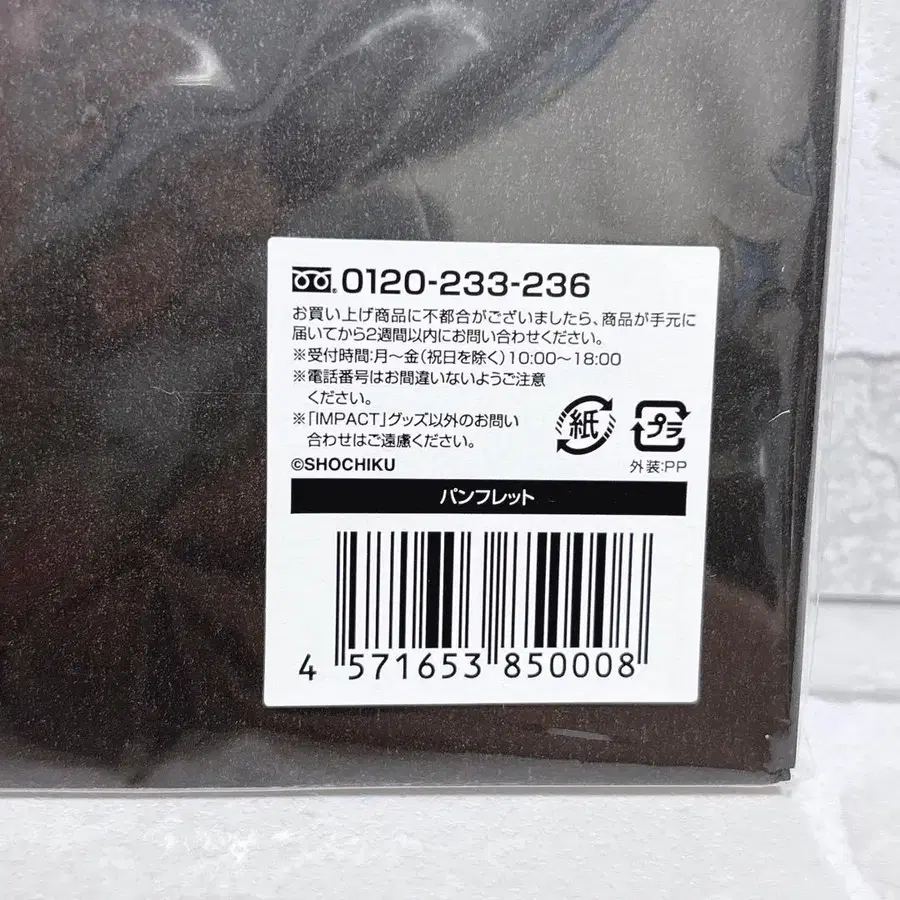 0120-233-236
お買い上げ商品に不都合がございましたら、商品が手元に
届いてから2週間以内にお問い合わせください。
※受付時間:月～金(祝日を除く)10:00～18:00
※電話番号はお間違いないようご注意
ください。
※「IMPACT」グッズ以外のお問い
合わせはご遠慮ください。
©SHOCHIKU
紙
プラ
外装:PP
パンフレット
4 571653 850008